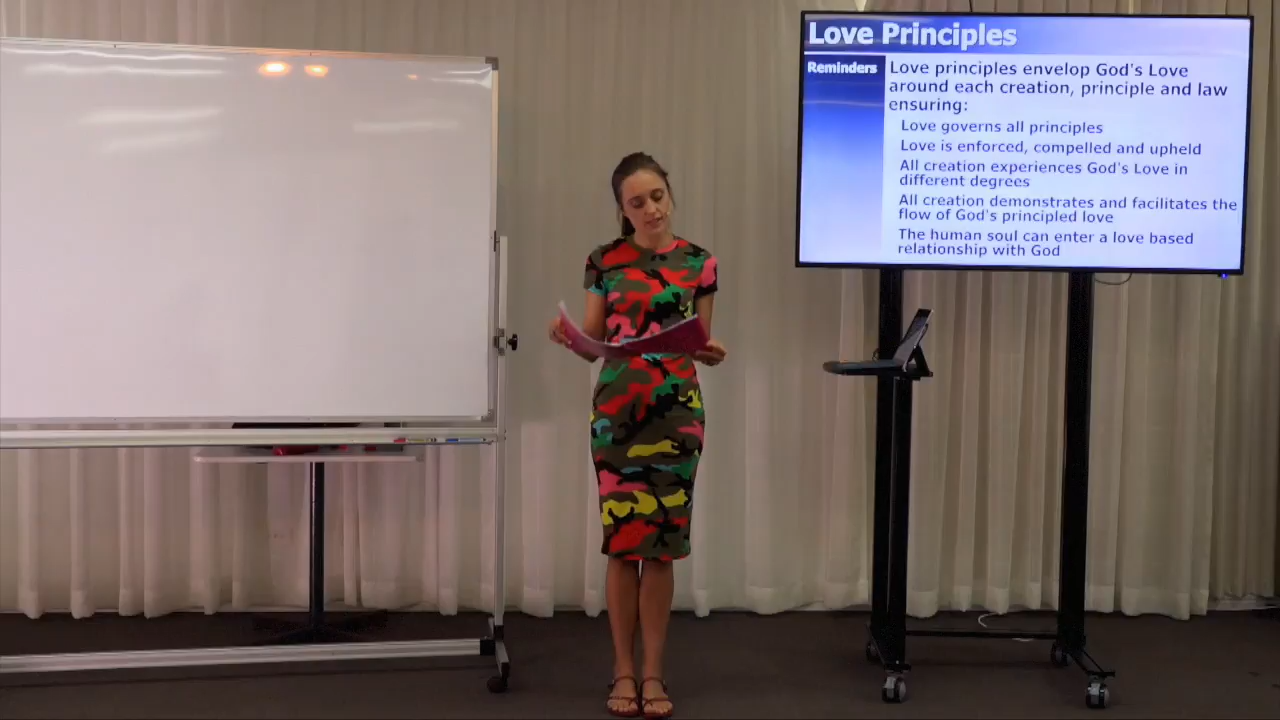 Love Principles
Reminders
Love principles envelop God's Love
around each creation, principle and law
ensuring:
Love governs all principles
Love is enforced, compelled and upheld
All creation experiences God's Love in
different degrees
All creation demonstrates and facilitates the
flow of God's principled love
The human soul can enter a love based
relationship with God